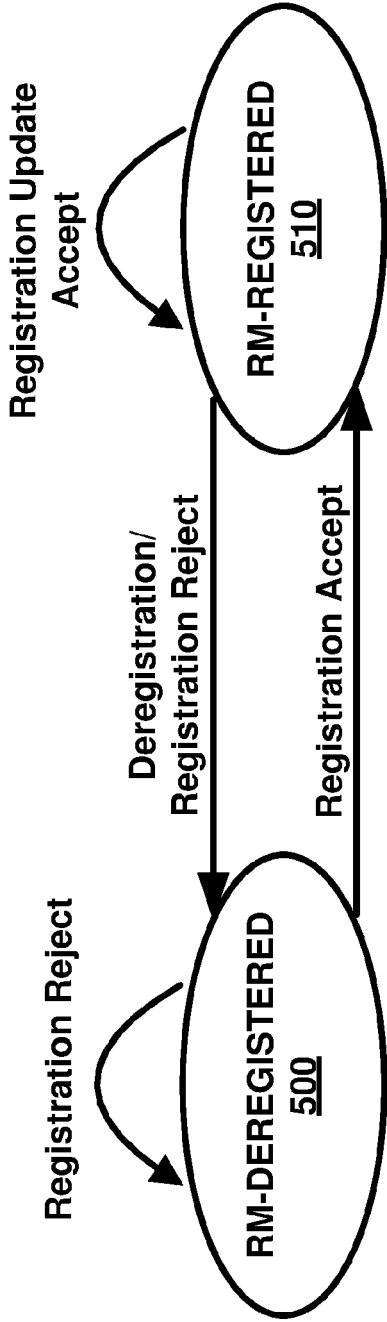 Registration Reject
Registration Update
Accept
Deregistration/
Registration Reject
RM-DEREGISTERED
500
RM-REGISTERED
510
Registration Accept